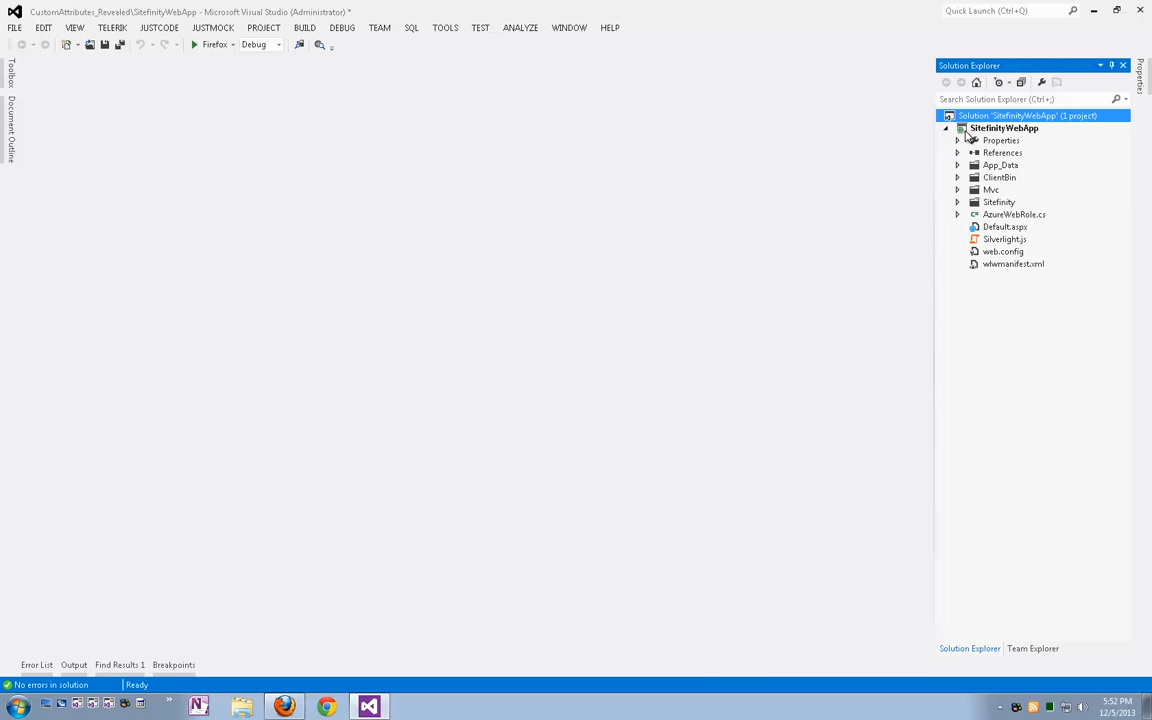 CustomAttributes_Revealed\SitefinityWebApp - Microsoft Visual Studio (Administrator) *
Quick Launch (Ctrl+Q)
FILE EDIT VIEW TELERIK JUSTCODE JUSTMOCK PROJECT BUILD DEBUG TEAM SQL TOOLS TEST ANALYZE WINDOW HELP
Firefox Debug
Toolbox
Document Outline
Solution Explorer
Properties
Search Solution Explorer (Ctrl+;)
Solution 'SitefinityWebApp' (1 project)
SitefinityWebApp
Properties
References
App_Data
ClientBin
Mvc
Sitefinity
AzureWebRole.cs
Default.aspx
Silverlight.js
web.config
wlwmanifest.xml
Solution Explorer Team Explorer
Error List Output Find Results 1 Breakpoints
No errors in solution Ready
5:52 PM
12/5/2013